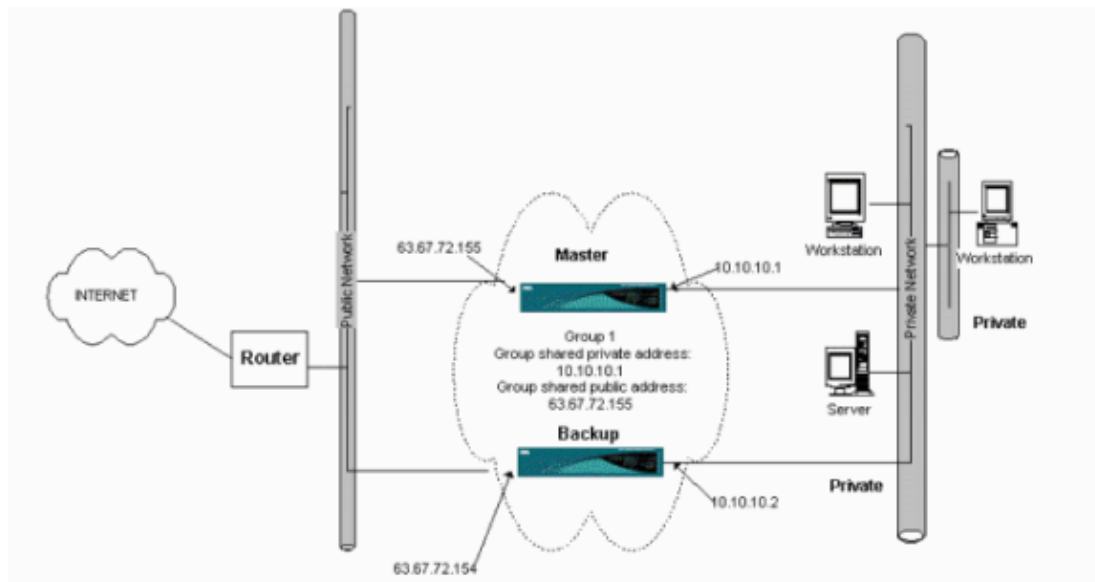 INTERNET
Router
Public Network
63.67.72.155
Master
10.10.10.1
Group 1
Group shared private address:
10.10.10.1
Group shared public address:
63.67.72.155
Backup
63.67.72.154
10.10.10.2
Workstation
Server
Private
Private Network
Workstation
Private